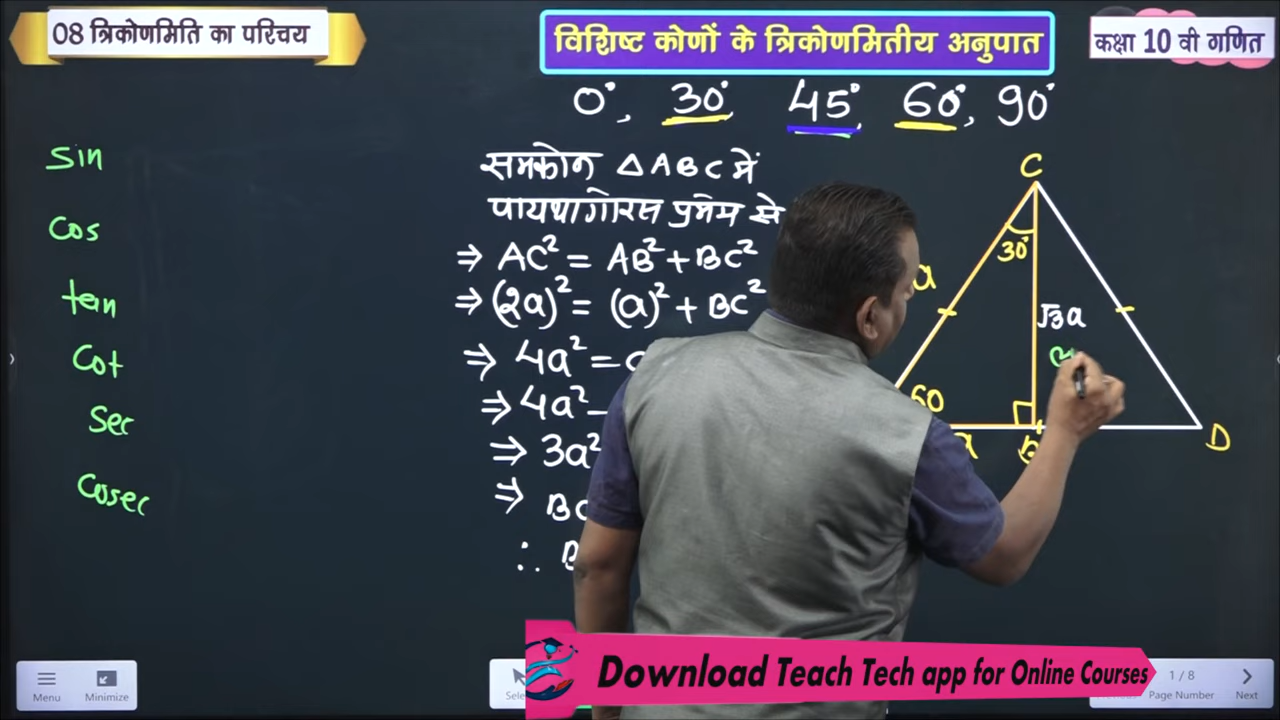 08 त्रिकोणमिति का परिचय
विशिष्ट कोणों के त्रिकोणमितीय अनुपात
कक्षा 10 वी गणित
0°, 30°, 45°, 60°, 90°
sin
cos
tan
Cot
Sec
Cosec
समकोन △ABC में
पायथागोरस प्रमेय से
⇒ AC² = AB² + BC²
⇒ (2a)² = (a)² + BC²
⇒ 4a² =
⇒ 4a² –
⇒ 3a²
⇒ BC
∴ B
C
30°
a
√3a
60
a
B
D
Menu
Minimize
Download Teach Tech app for Online Courses
1 / 8
Page Number
Next